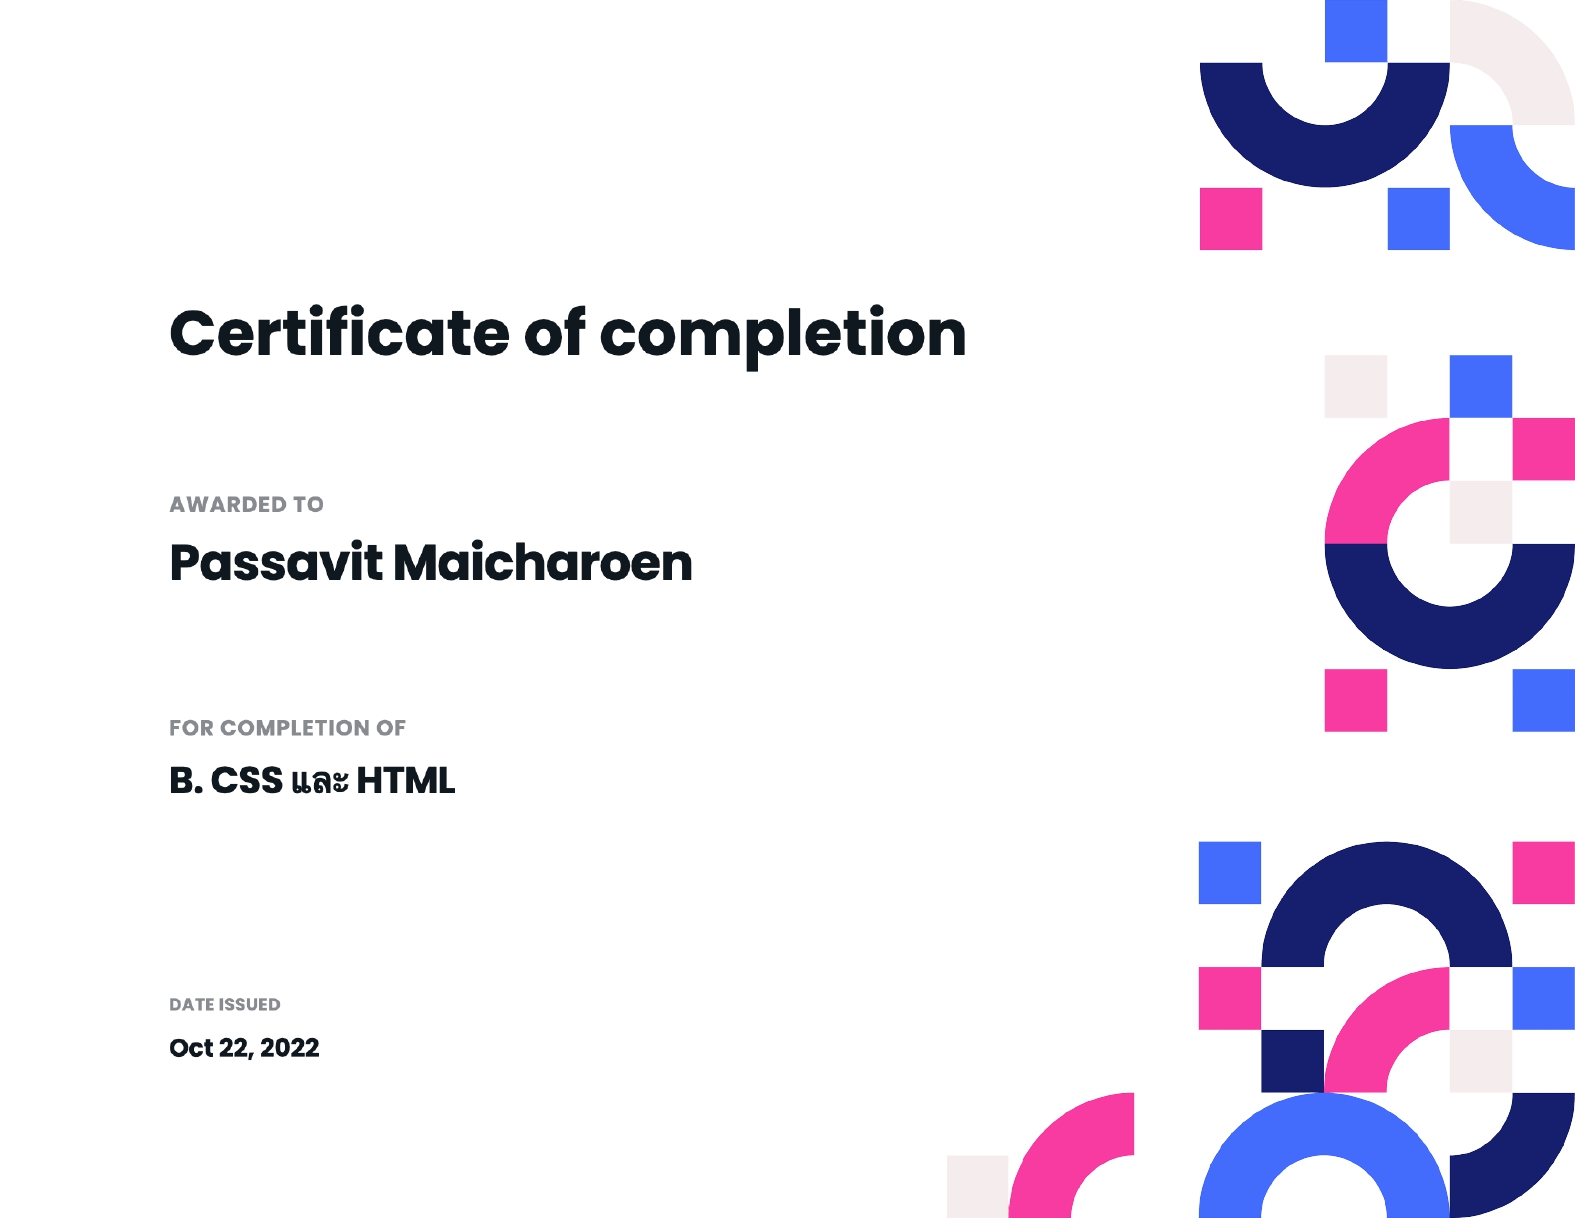 Certificate of completion
AWARDED TO
Passavit Maicharoen
FOR COMPLETION OF
B. CSS และ HTML
DATE ISSUED
Oct 22, 2022